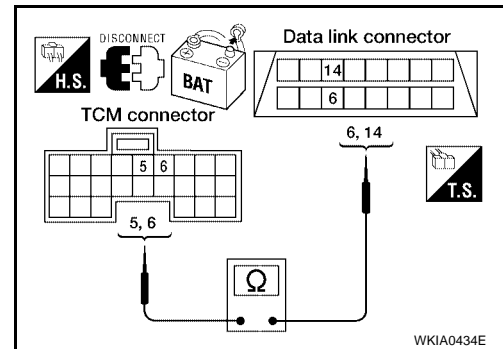 DISCONNECT
H.S.
BAT
Data link connector
14
6
TCM connector
5 6
6, 14
T.S.
5, 6
Ω
WKIA0434E